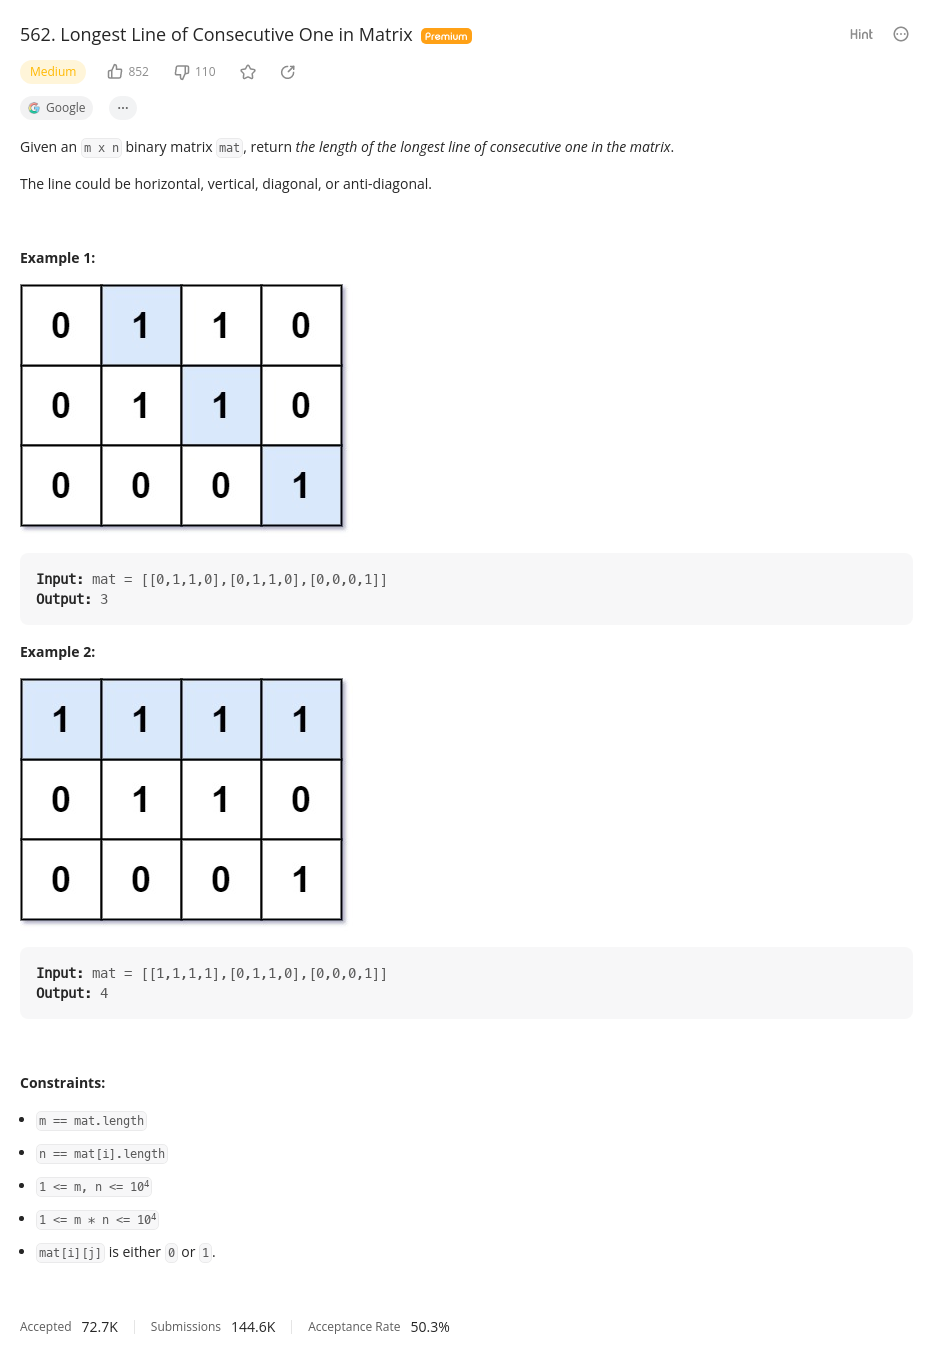 562. Longest Line of Consecutive One in Matrix Premium Hint
Medium 852 110
Google ...
Given an m x n binary matrix mat, return the length of the longest line of consecutive one in the matrix.
The line could be horizontal, vertical, diagonal, or anti-diagonal.
Example 1:
0 1 1 0
0 1 1 0
0 0 0 1
Input: mat = [[0,1,1,0],[0,1,1,0],[0,0,0,1]]
Output: 3
Example 2:
1 1 1 1
0 1 1 0
0 0 0 1
Input: mat = [[1,1,1,1],[0,1,1,0],[0,0,0,1]]
Output: 4
Constraints:
• m == mat.length
• n == mat[i].length
• 1 <= m, n <= 10⁴
• 1 <= m * n <= 10⁴
• mat[i][j] is either 0 or 1.
Accepted 72.7K Submissions 144.6K Acceptance Rate 50.3%